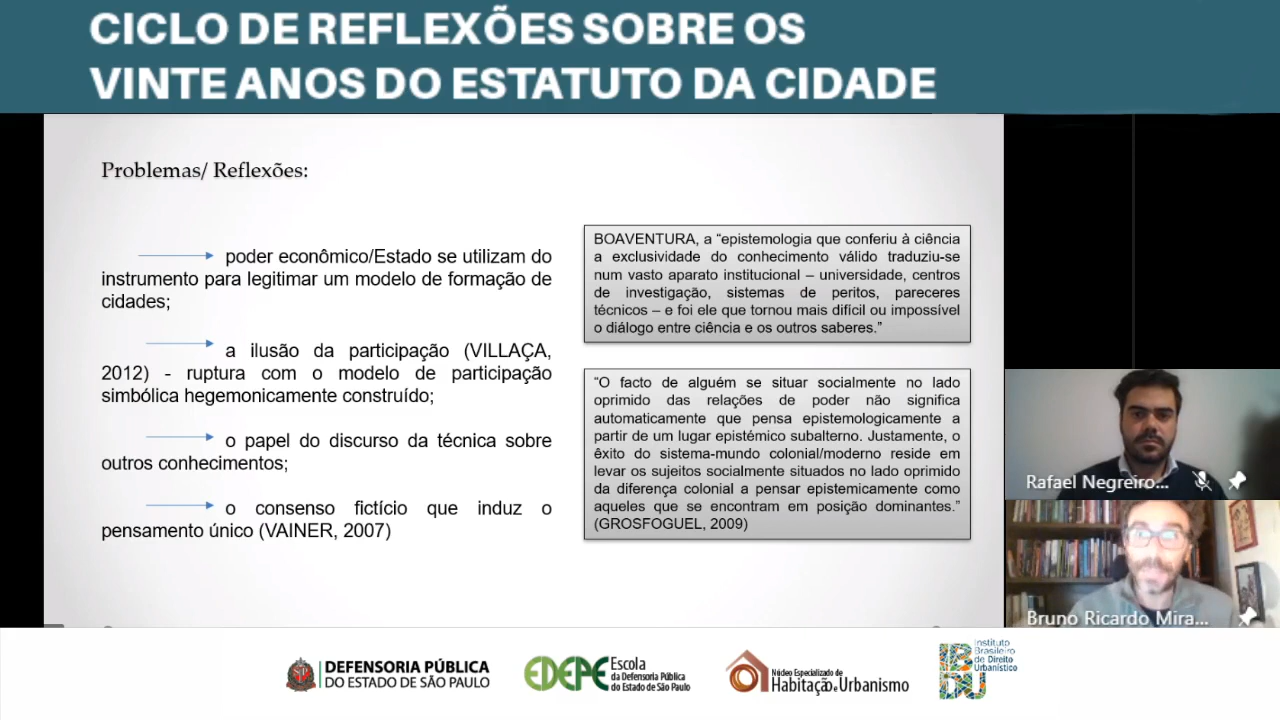 CICLO DE REFLEXÕES SOBRE OS
VINTE ANOS DO ESTATUTO DA CIDADE
Problemas/ Reflexões:
poder econômico/Estado se utilizam do
instrumento para legitimar um modelo de formação de
cidades;
a ilusão da participação (VILLAÇA,
2012) - ruptura com o modelo de participação
simbólica hegemonicamente construído;
o papel do discurso da técnica sobre
outros conhecimentos;
o consenso fictício que induz o
pensamento único (VAINER, 2007)
BOAVENTURA, a “epistemologia que conferiu à ciência
a exclusividade do conhecimento válido traduziu-se
num vasto aparato institucional – universidade, centros
de investigação, sistemas de peritos, pareceres
técnicos – e foi ele que tornou mais difícil ou impossível
o diálogo entre ciência e os outros saberes.”
“O facto de alguém se situar socialmente no lado
oprimido das relações de poder não significa
automaticamente que pensa epistemologicamente a
partir de um lugar epistémico subalterno. Justamente, o
êxito do sistema-mundo colonial/moderno reside em
levar os sujeitos socialmente situados no lado oprimido
da diferença colonial a pensar epistemicamente como
aqueles que se encontram em posição dominantes.”
(GROSFOGUEL, 2009)
Rafael Negreiro...
Bruno Ricardo Mira...
DEFENSORIA PÚBLICA
DO ESTADO DE SÃO PAULO
EDEPE
Escola
da Defensoria Pública
do Estado de São Paulo
Núcleo Especializado de
Habitação e Urbanismo
IBDU
Instituto
Brasileiro
de Direito
Urbanístico